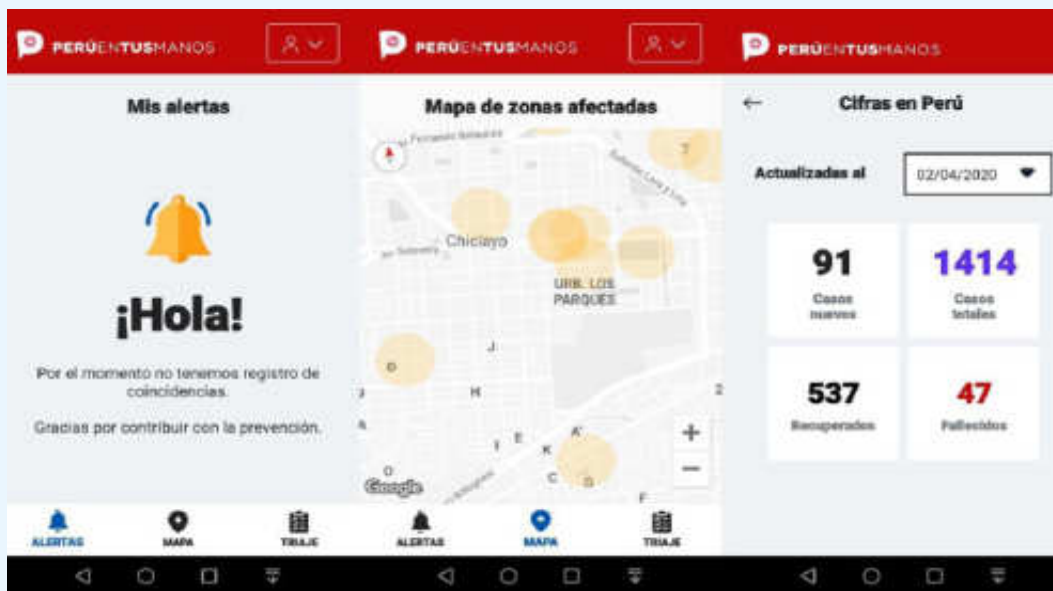 PERÚENTUSMANOS
Mis alertas
¡Hola!
Por el momento no tenemos registro de
coincidencias.
Gracias por contribuir con la prevención.
ALERTAS
MAPA
TRIAJE
PERÚENTUSMANOS
Mapa de zonas afectadas
Chiclayo
URB. LOS
PARQUES
T
J
H
G
2
A'
E
I
K
C
G
F
O
Google
+
−
ALERTAS
MAPA
TRIAJE
PERÚENTUSMANOS
Cifras en Perú
Actualizadas al
02/04/2020
91
Casos
nuevos
1414
Casos
totales
537
Recuperados
47
Fallecidos